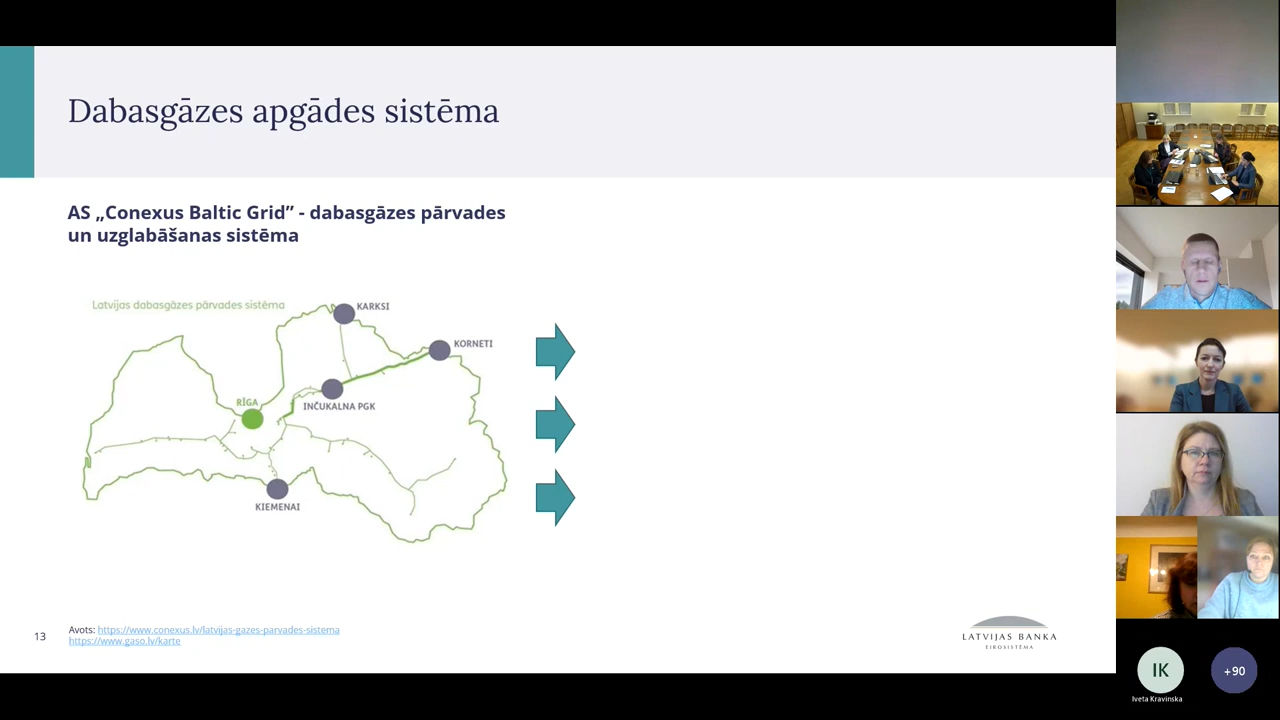 Dabasgāzes apgādes sistēma
AS „Conexus Baltic Grid” - dabasgāzes pārvades
un uzglabāšanas sistēma
Latvijas dabasgāzes pārvades sistēma
KARKSI
KORNETI
RĪGA
INČUKALNA PGK
KIEMENAI
13
Avots: https://www.conexus.lv/latvijas-gazes-parvades-sistema
https://www.gaso.lv/karte
LATVIJAS BANKA
EIROSISTĒMA
IK
+90
Iveta Kravinska